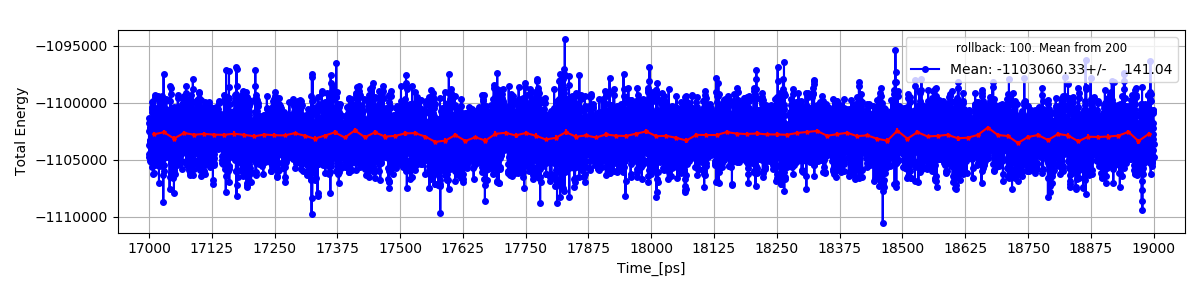 −1095000
−1100000
−1105000
−1110000
Total Energy
rollback: 100. Mean from 200
Mean: -1103060.33+/- 141.04
17000 17125 17250 17375 17500 17625 17750 17875 18000 18125 18250 18375 18500 18625 18750 18875 19000
Time_[ps]